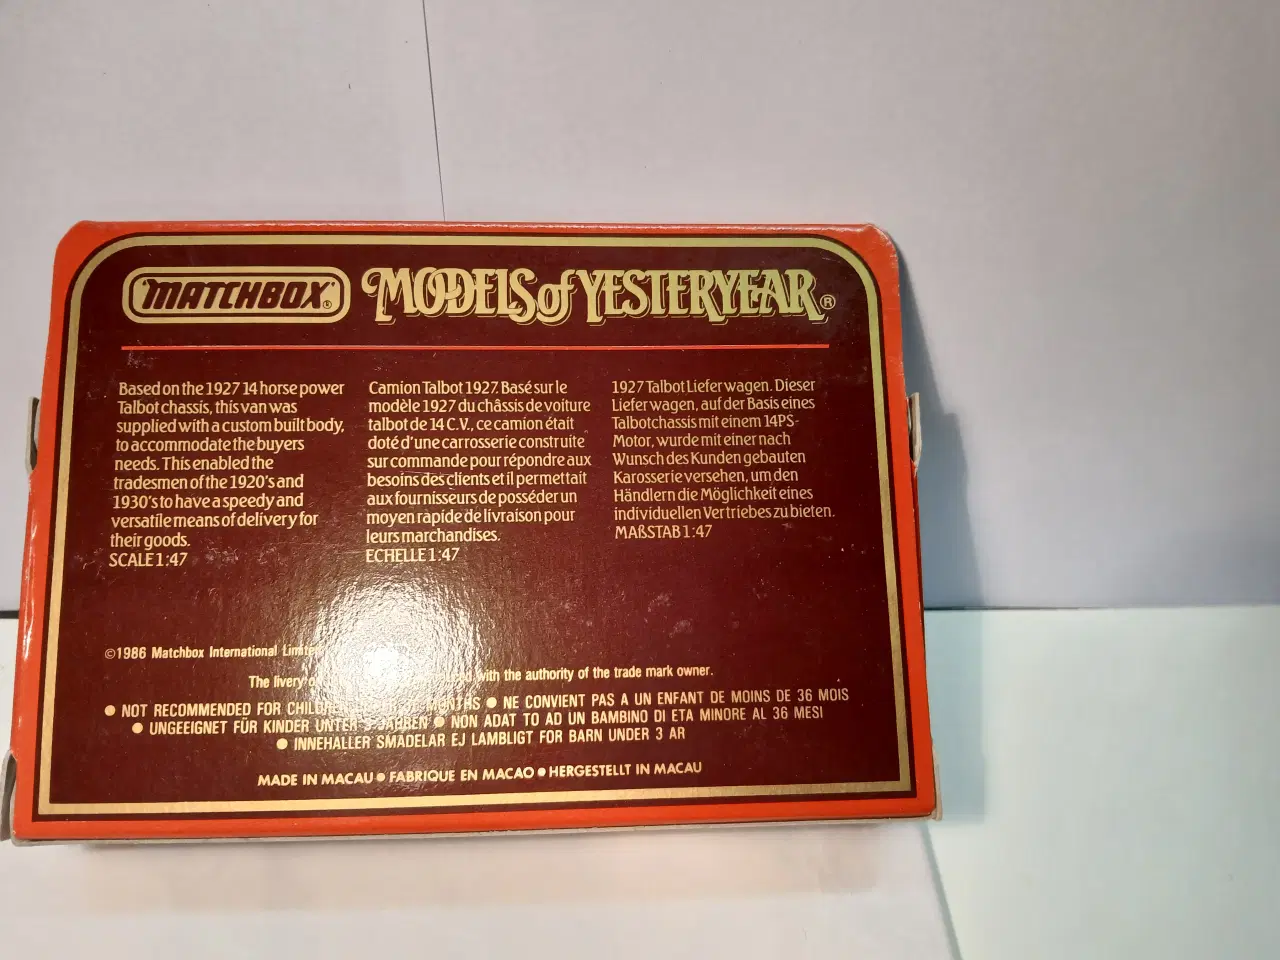 MATCHBOX® MODELS of YESTERYEAR®
Based on the 1927 14 horse power
Talbot chassis, this van was
supplied with a custom built body,
to accommodate the buyers
needs. This enabled the
tradesmen of the 1920's and
1930's to have a speedy and
versatile means of delivery for
their goods.
SCALE 1:47
Camion Talbot 1927. Basé sur le
modèle 1927 du châssis de voiture
talbot de 14 C.V., ce camion était
doté d'une carrosserie construite
sur commande pour répondre aux
besoins des clients et il permettait
aux fournisseurs de posséder un
moyen rapide de livraison pour
leurs marchandises.
ECHELLE 1:47
1927 Talbot Lieferwagen. Dieser
Lieferwagen, auf der Basis eines
Talbotchassis mit einem 14PS-
Motor, wurde mit einer nach
Wunsch des Kunden gebauten
Karosserie versehen, um den
Händlern die Möglichkeit eines
individuellen Vertriebes zu bieten.
MAßSTAB 1:47
©1986 Matchbox International Limited
The livery of with the authority of the trade mark owner.
● NOT RECOMMENDED FOR CHILDREN MONTHS ● NE CONVIENT PAS A UN ENFANT DE MOINS DE 36 MOIS
● UNGEEIGNET FÜR KINDER UNTER 3 JAHREN ● NON ADAT TO AD UN BAMBINO DI ETA MINORE AL 36 MESI
● INNEHALLER SMADELAR EJ LAMBLIGT FOR BARN UNDER 3 AR
MADE IN MACAU ● FABRIQUE EN MACAO ● HERGESTELLT IN MACAU